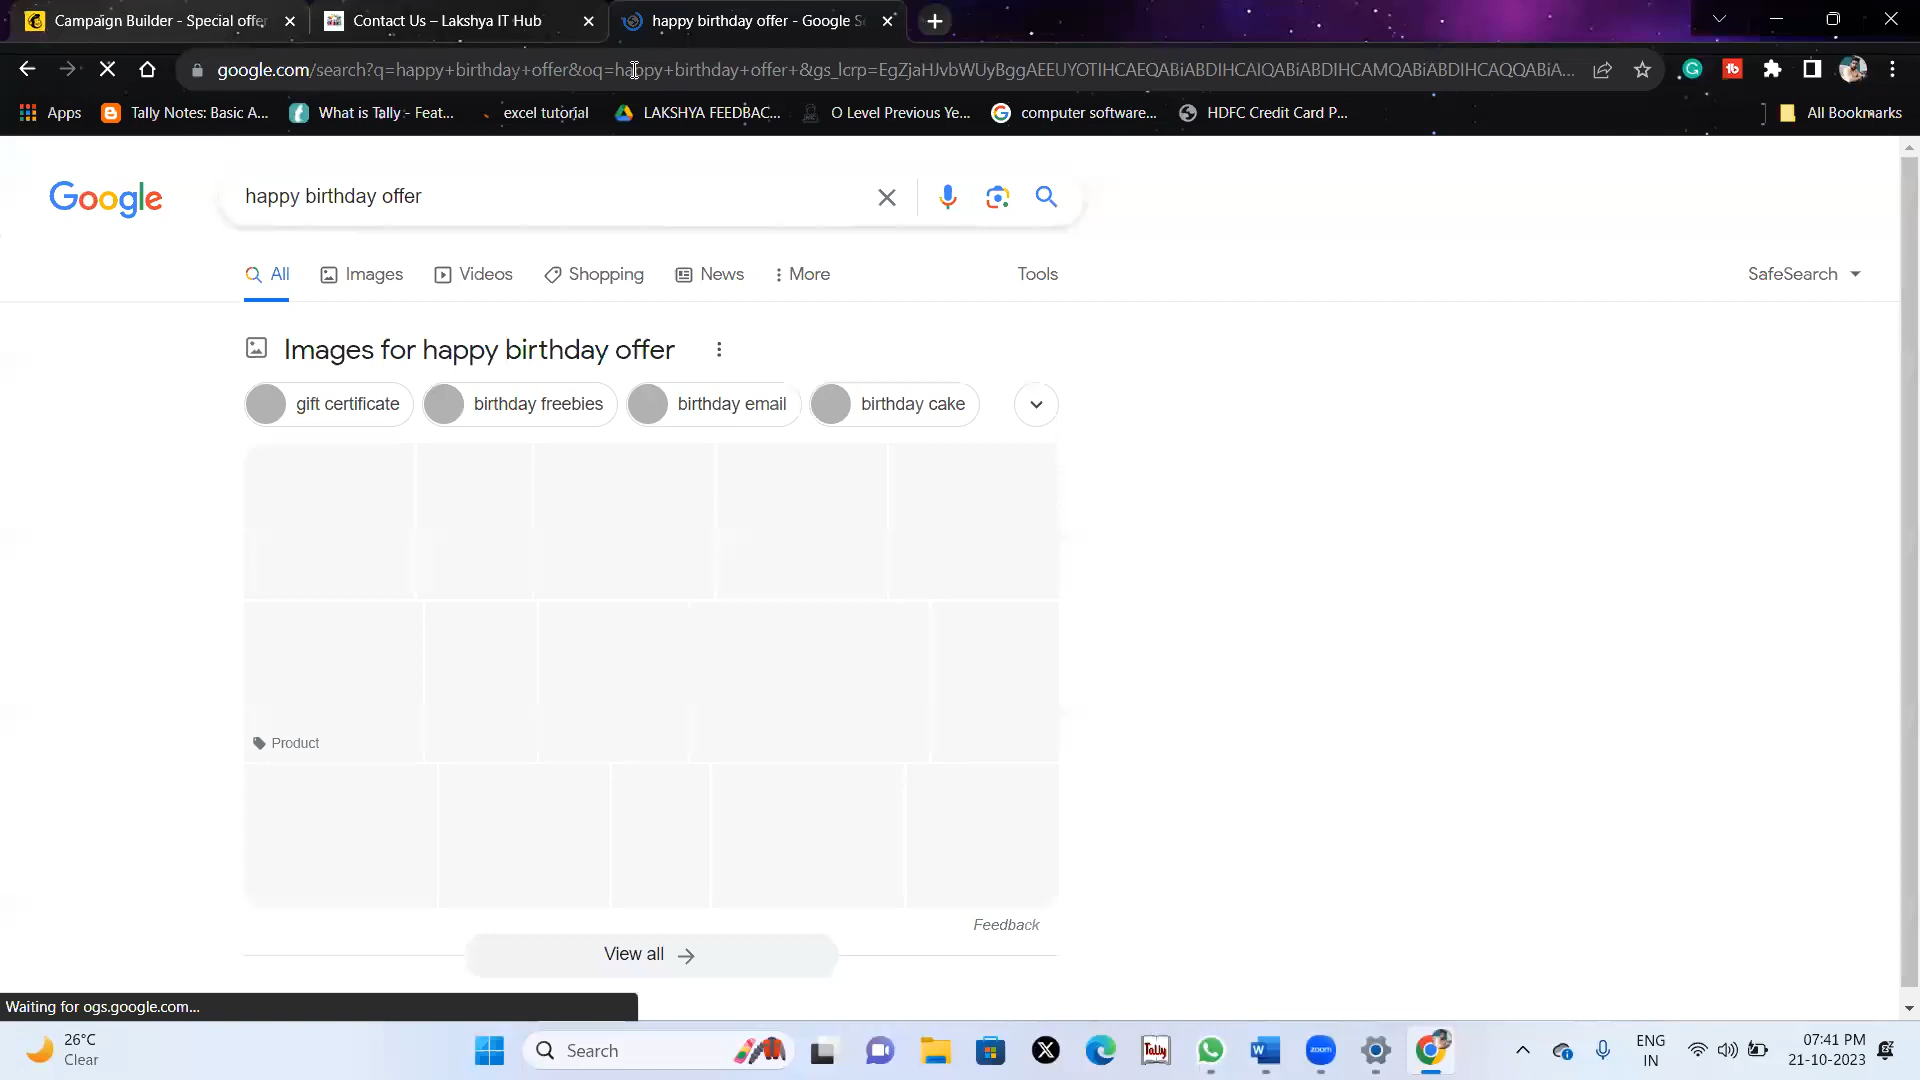 Campaign Builder - Special offer
Contact Us – Lakshya IT Hub
happy birthday offer - Google S
google.com/search?q=happy+birthday+offer&oq=happy+birthday+offer+&gs_lcrp=EgZjaHJvbWUyBggAEEUYOTIHCAEQABiABDIHCAIQABiABDIHCAMQABiABDIHCAQQABiA...
Apps
Tally Notes: Basic A...
What is Tally - Feat...
excel tutorial
LAKSHYA FEEDBAC...
O Level Previous Ye...
computer software...
HDFC Credit Card P...
All Bookmarks
Google
happy birthday offer
All
Images
Videos
Shopping
News
More
Tools
SafeSearch
Images for happy birthday offer
gift certificate
birthday freebies
birthday email
birthday cake
Product
Feedback
View all
Waiting for ogs.google.com...
26°C
Clear
Search
Tally
zoom
ENG
IN
07:41 PM
21-10-2023